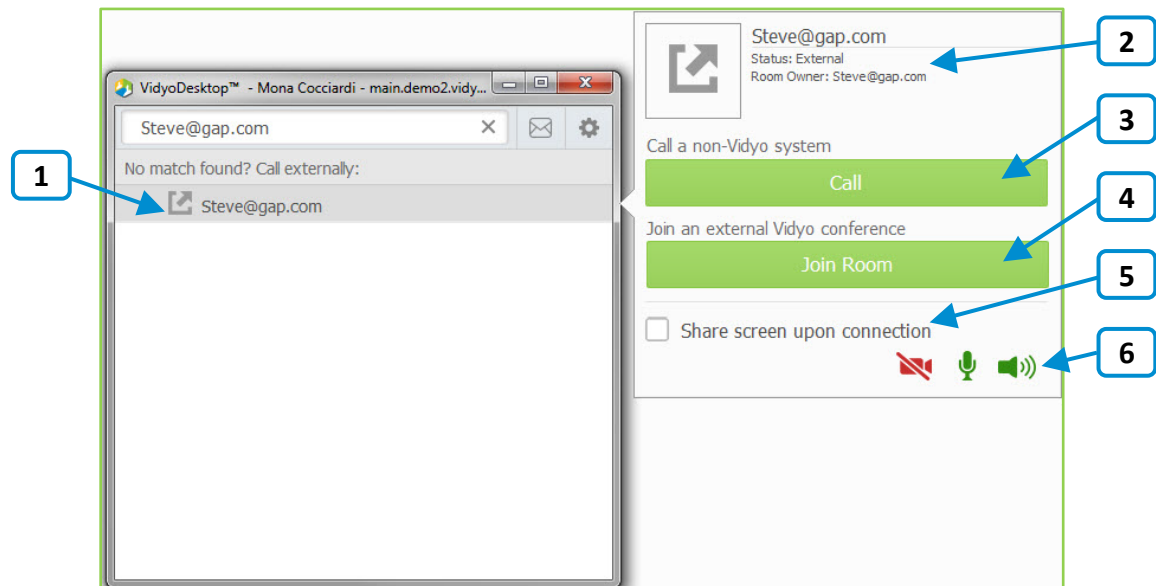 VidyoDesktop™ - Mona Cocciardi - main.demo2.vidy...
Steve@gap.com
No match found? Call externally:
Steve@gap.com
1
Steve@gap.com
Status: External
Room Owner: Steve@gap.com
Call a non-Vidyo system
Call
Join an external Vidyo conference
Join Room
Share screen upon connection
2
3
4
5
6